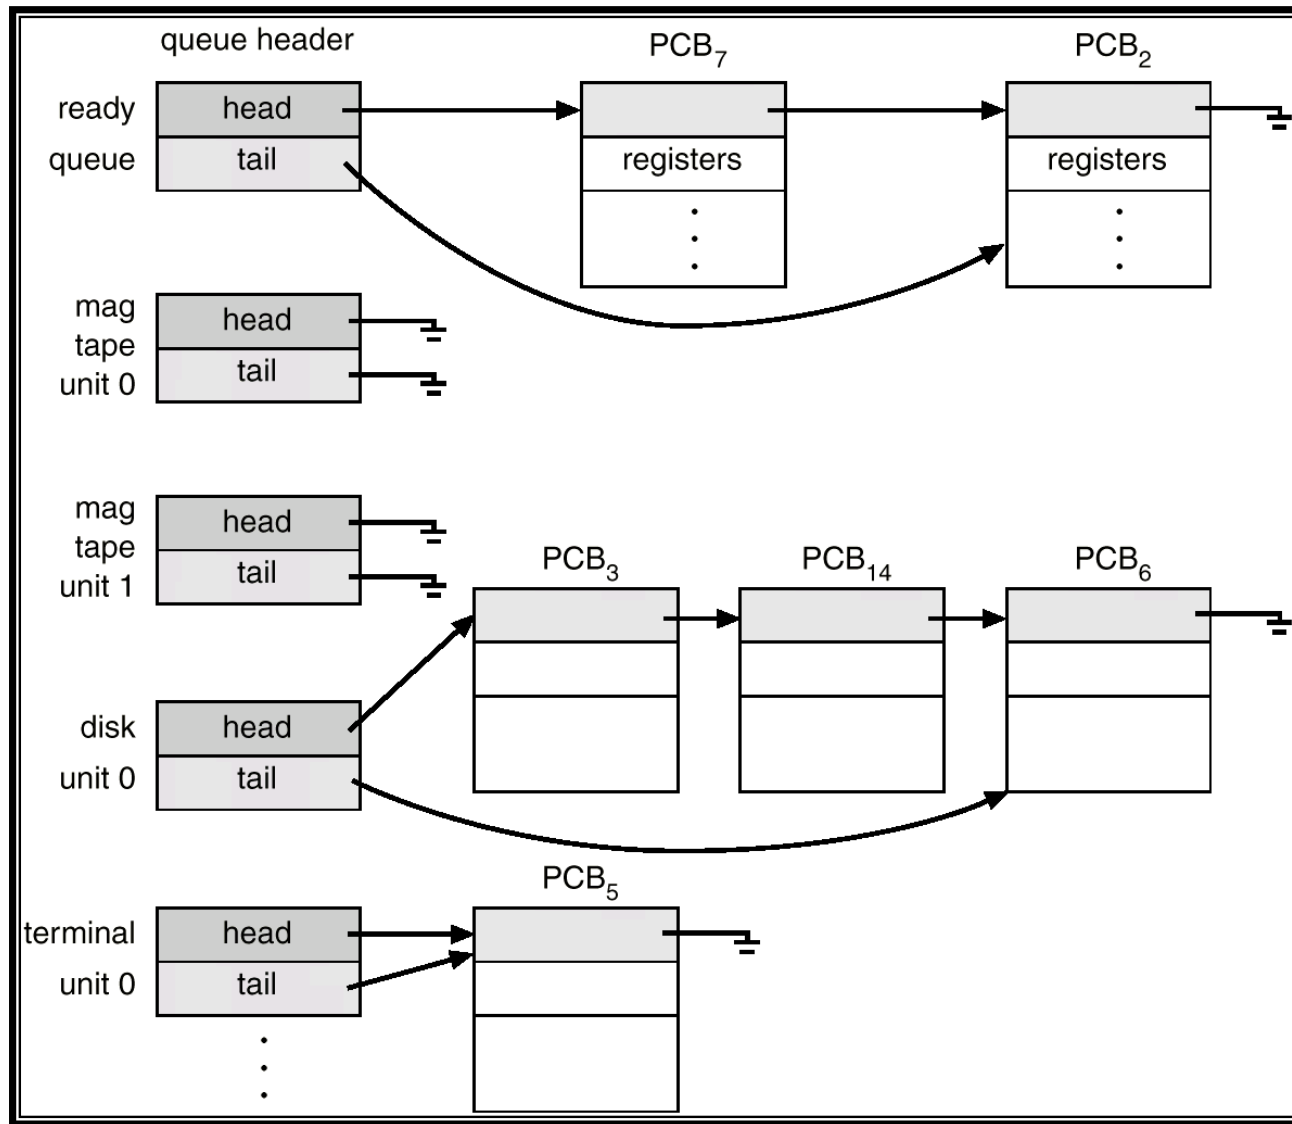 queue header
PCB7
PCB2
ready
head
queue
tail
registers
registers
mag
tape
unit 0
head
tail
mag
tape
unit 1
head
tail
PCB3
PCB14
PCB6
disk
head
unit 0
tail
PCB5
terminal
head
unit 0
tail